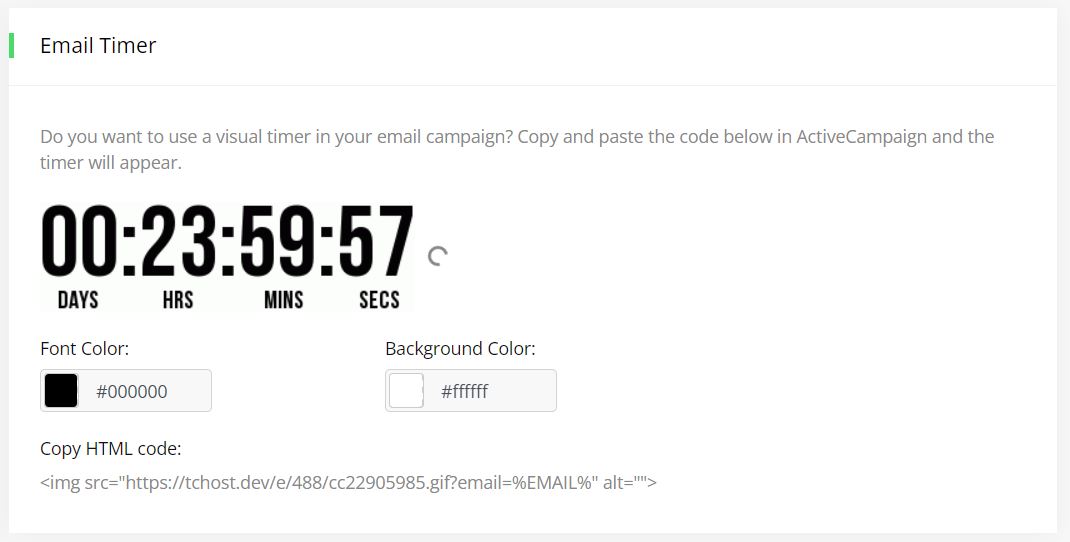 Email Timer
Do you want to use a visual timer in your email campaign? Copy and paste the code below in ActiveCampaign and the
timer will appear.
00:23:59:57
DAYS HRS MINS SECS
Font Color: Background Color:
#000000 #ffffff
Copy HTML code:
<img src="https://tchost.dev/e/488/cc22905985.gif?email=%EMAIL%" alt="">